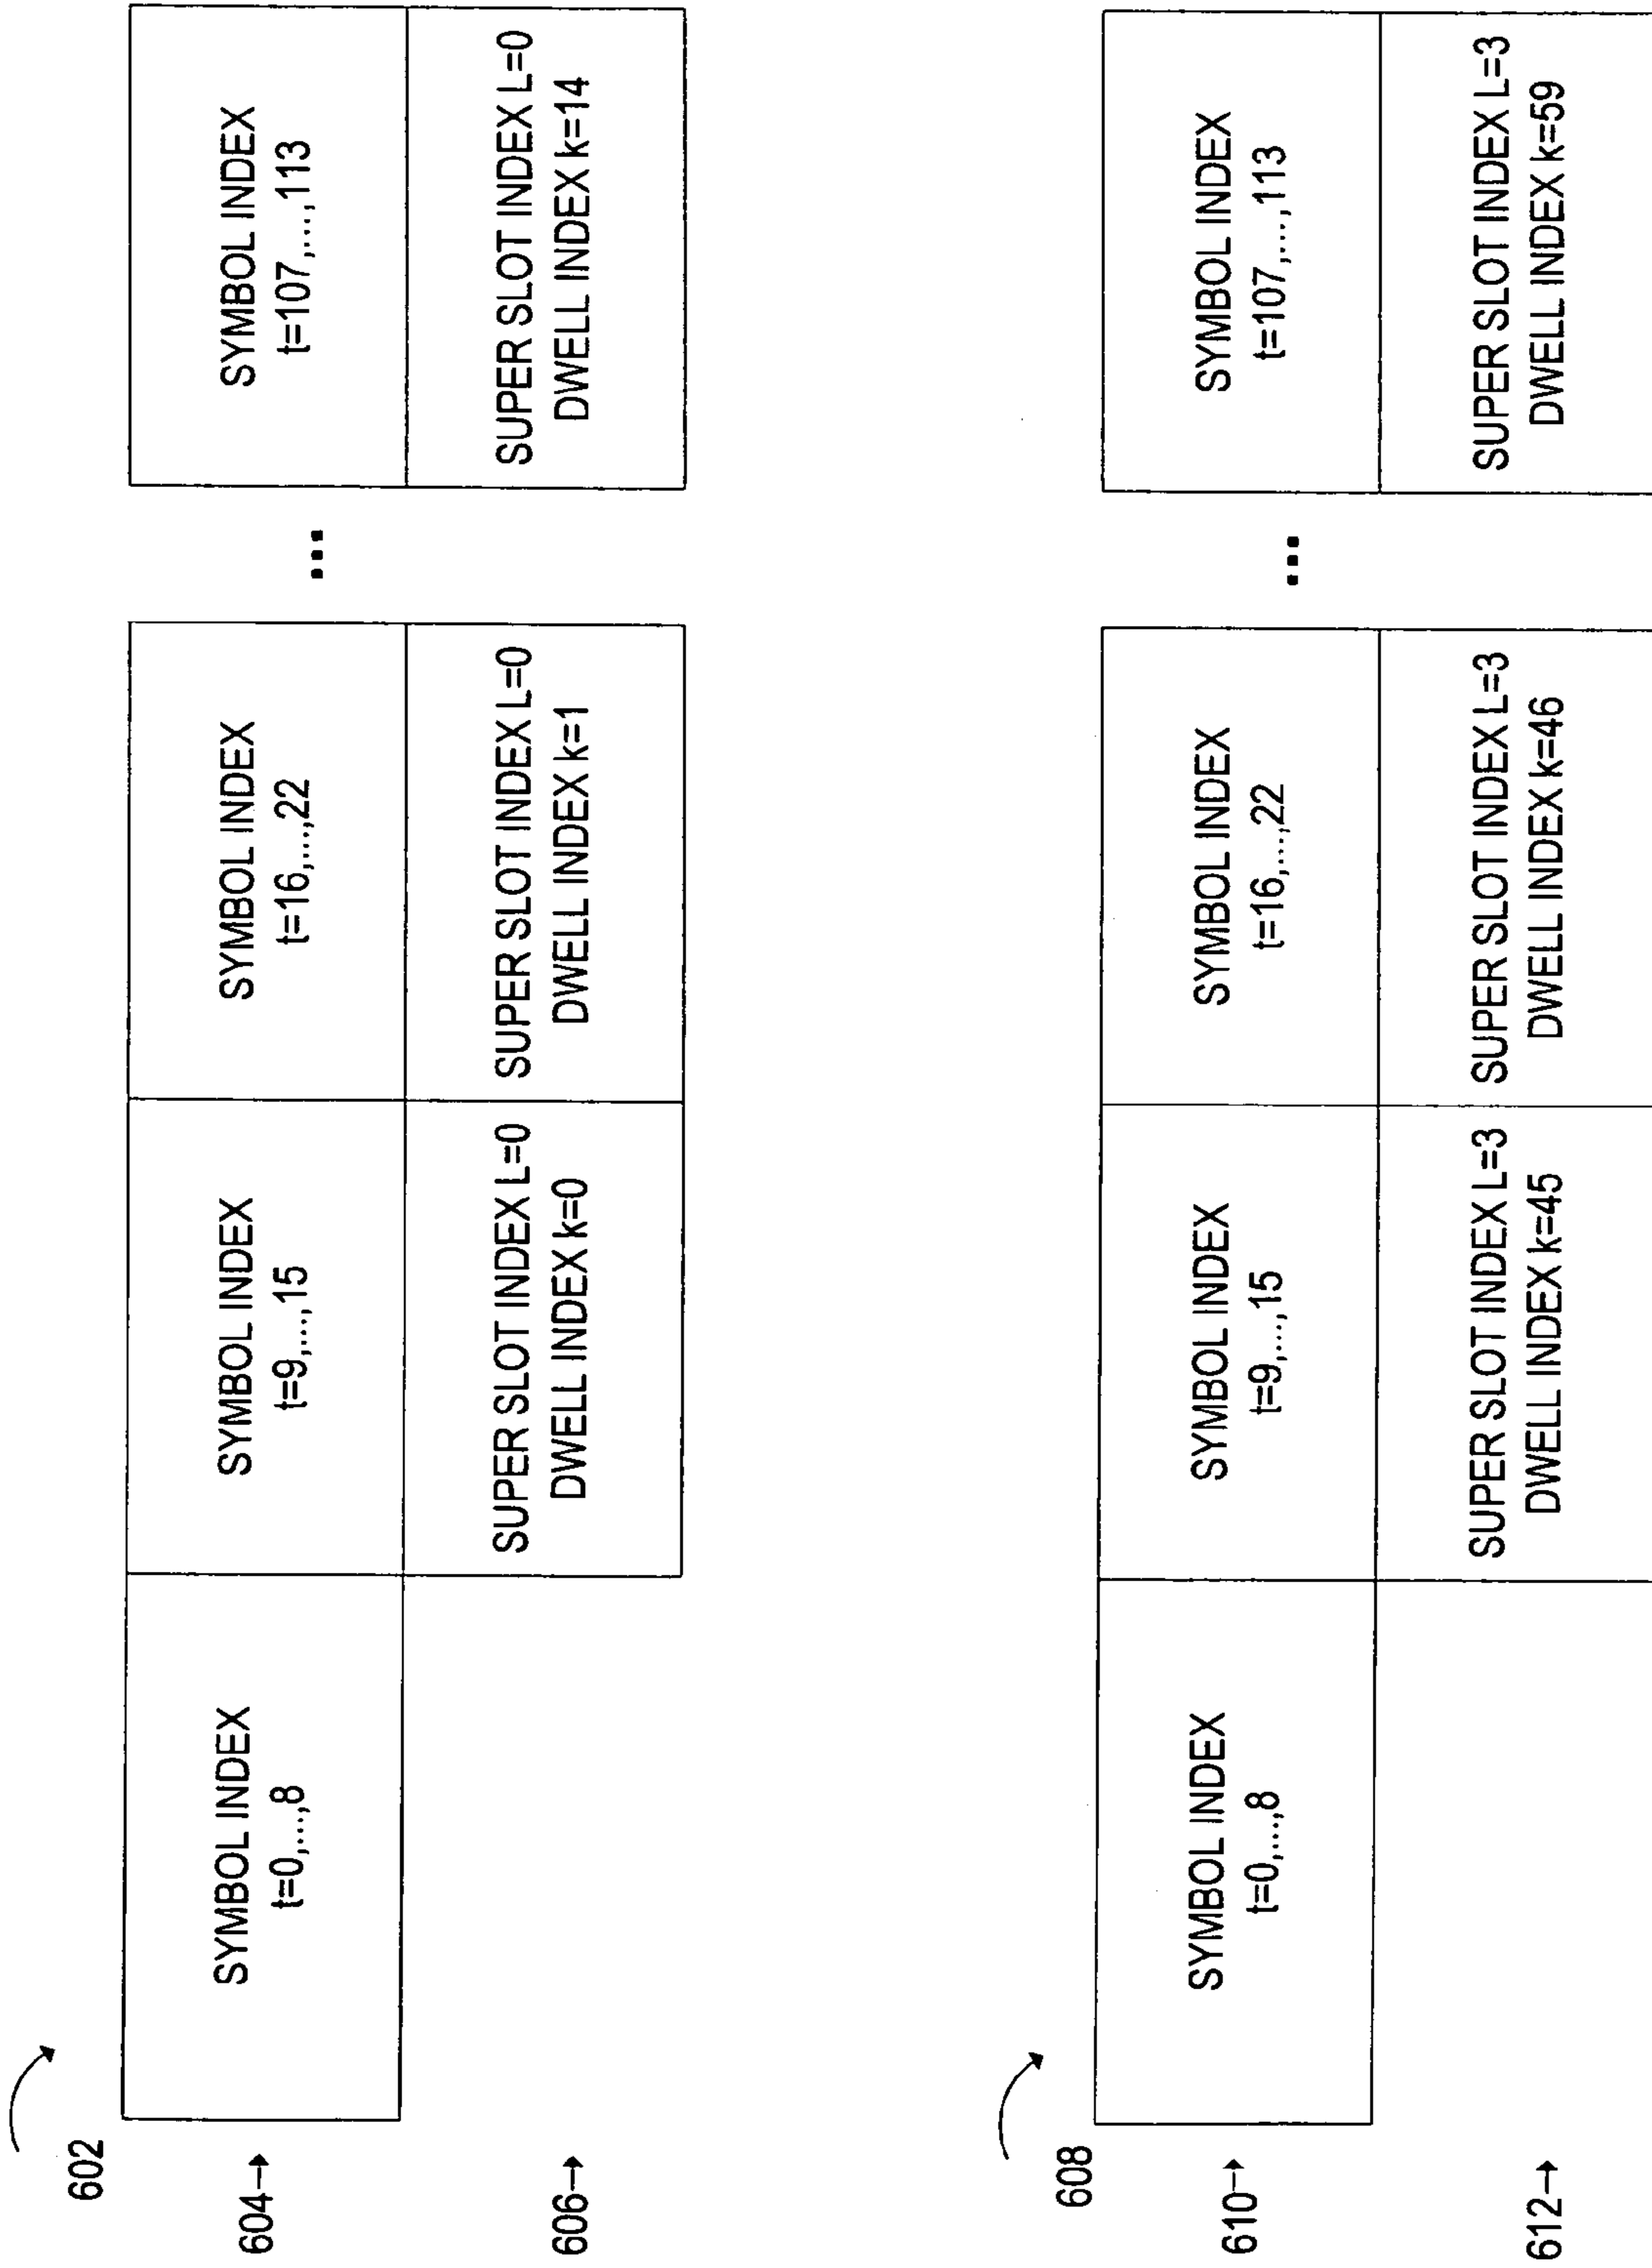 602
604→
SYMBOL INDEX
t=0,...,8
SYMBOL INDEX
t=9,...,15
SYMBOL INDEX
t=16,...,22
...
SYMBOL INDEX
t=107,...,113
606→
SUPER SLOT INDEX L=0
DWELL INDEX k=0
SUPER SLOT INDEX L=0
DWELL INDEX k=1
SUPER SLOT INDEX L=0
DWELL INDEX k=14
608
610→
SYMBOL INDEX
t=0,...,8
SYMBOL INDEX
t=9,...,15
SYMBOL INDEX
t=16,...,22
...
SYMBOL INDEX
t=107,...,113
612→
SUPER SLOT INDEX L=3
DWELL INDEX k=45
SUPER SLOT INDEX L=3
DWELL INDEX k=46
SUPER SLOT INDEX L=3
DWELL INDEX k=59